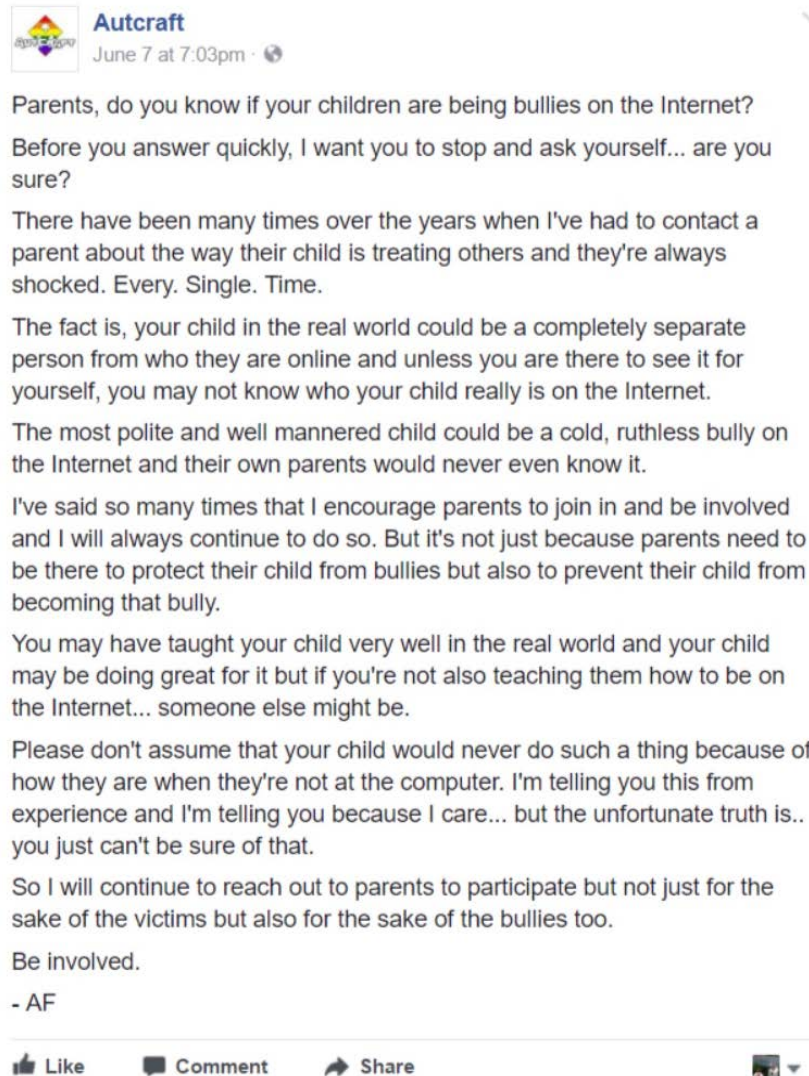 Autcraft
June 7 at 7:03pm ·
Parents, do you know if your children are being bullies on the Internet?
Before you answer quickly, I want you to stop and ask yourself... are you
sure?
There have been many times over the years when I've had to contact a
parent about the way their child is treating others and they're always
shocked. Every. Single. Time.
The fact is, your child in the real world could be a completely separate
person from who they are online and unless you are there to see it for
yourself, you may not know who your child really is on the Internet.
The most polite and well mannered child could be a cold, ruthless bully on
the Internet and their own parents would never even know it.
I've said so many times that I encourage parents to join in and be involved
and I will always continue to do so. But it's not just because parents need to
be there to protect their child from bullies but also to prevent their child from
becoming that bully.
You may have taught your child very well in the real world and your child
may be doing great for it but if you're not also teaching them how to be on
the Internet... someone else might be.
Please don't assume that your child would never do such a thing because of
how they are when they're not at the computer. I'm telling you this from
experience and I'm telling you because I care... but the unfortunate truth is..
you just can't be sure of that.
So I will continue to reach out to parents to participate but not just for the
sake of the victims but also for the sake of the bullies too.
Be involved.
- AF
Like Comment Share